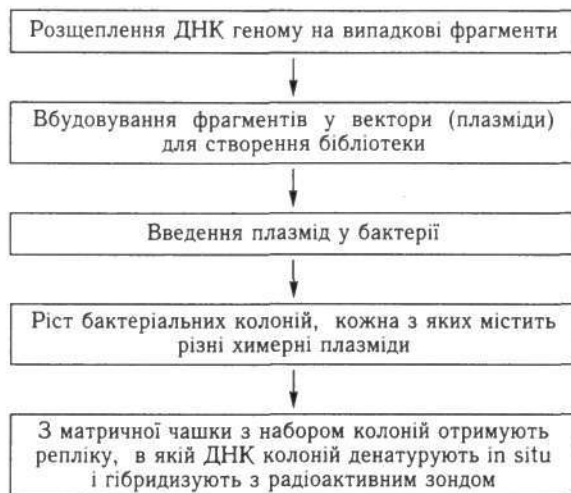 Розщеплення ДНК геному на випадкові фрагменти
Вбудовування фрагментів у вектори (плазміди)
для створення бібліотеки
Введення плазмід у бактерії
Ріст бактеріальних колоній, кожна з яких містить
різні химерні плазміди
З матричної чашки з набором колоній отримують
репліку, в якій ДНК колоній денатурують in situ
і гібридизують з радіоактивним зондом